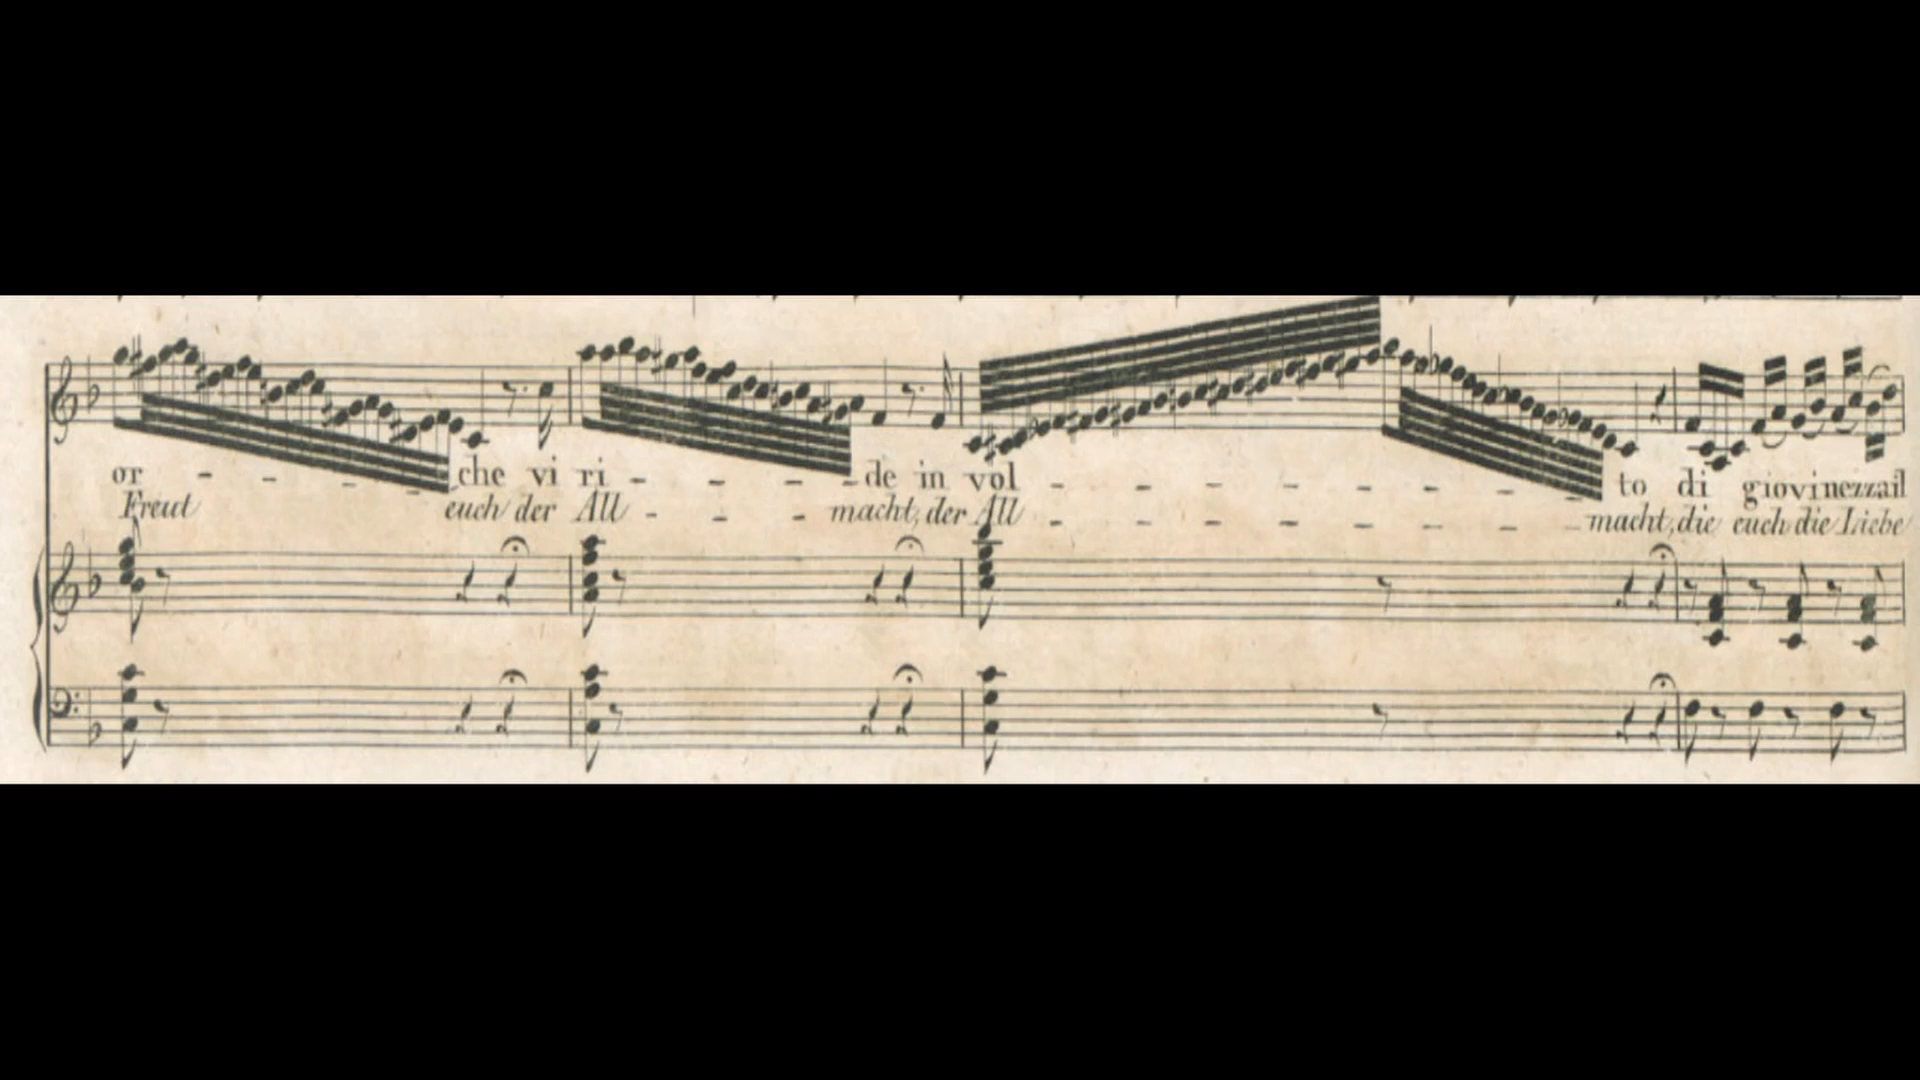 or - - - - che vi ri - - - - de in vol - - - - - - - - - to di giovinezza il
Freut euch der All - - - macht, der All - - - - - - - - - macht, die euch die Liebe